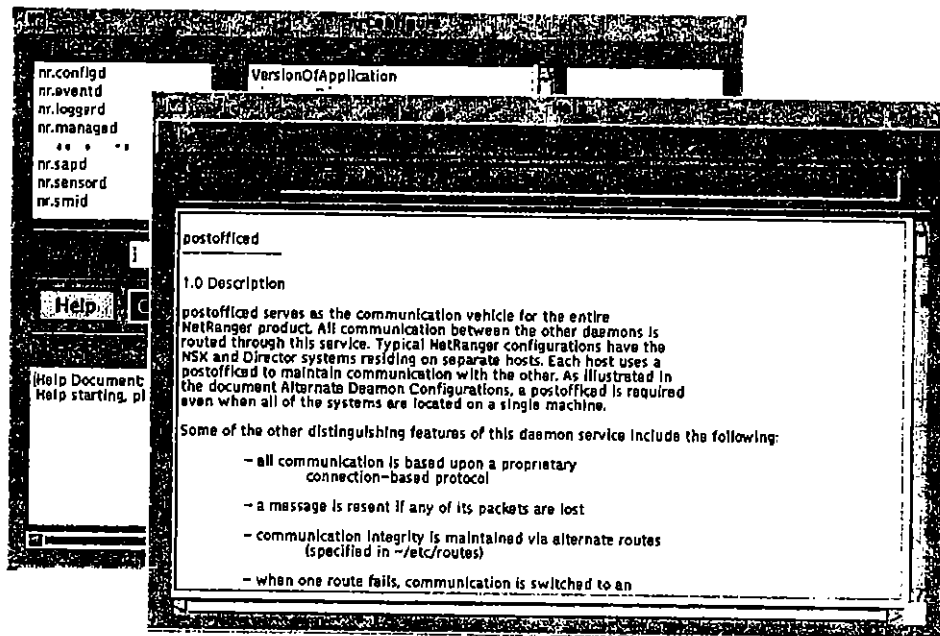 nr.configd
nr.eventd
nr.loggerd
nr.managed
nr.sapd
nr.sensord
nr.smid
VersionOfApplication
Help
Help Document
Help starting, pl
postofficed
1.0 Description
postofficed serves as the communication vehicle for the entire
NetRanger product. All communication between the other daemons is
routed through this service. Typical NetRanger configurations have the
NSX and Director systems residing on separate hosts. Each host uses a
postofficed to maintain communication with the other. As illustrated in
the document Alternate Deamon Configurations, a postofficed is required
even when all of the systems are located on a single machine.
Some of the other distinguishing features of this daemon service include the following:
- all communication is based upon a proprietary
connection-based protocol
- a message is resent if any of its packets are lost
- communication integrity is maintained via alternate routes
(specified in ~/etc/routes)
- when one route fails, communication is switched to an